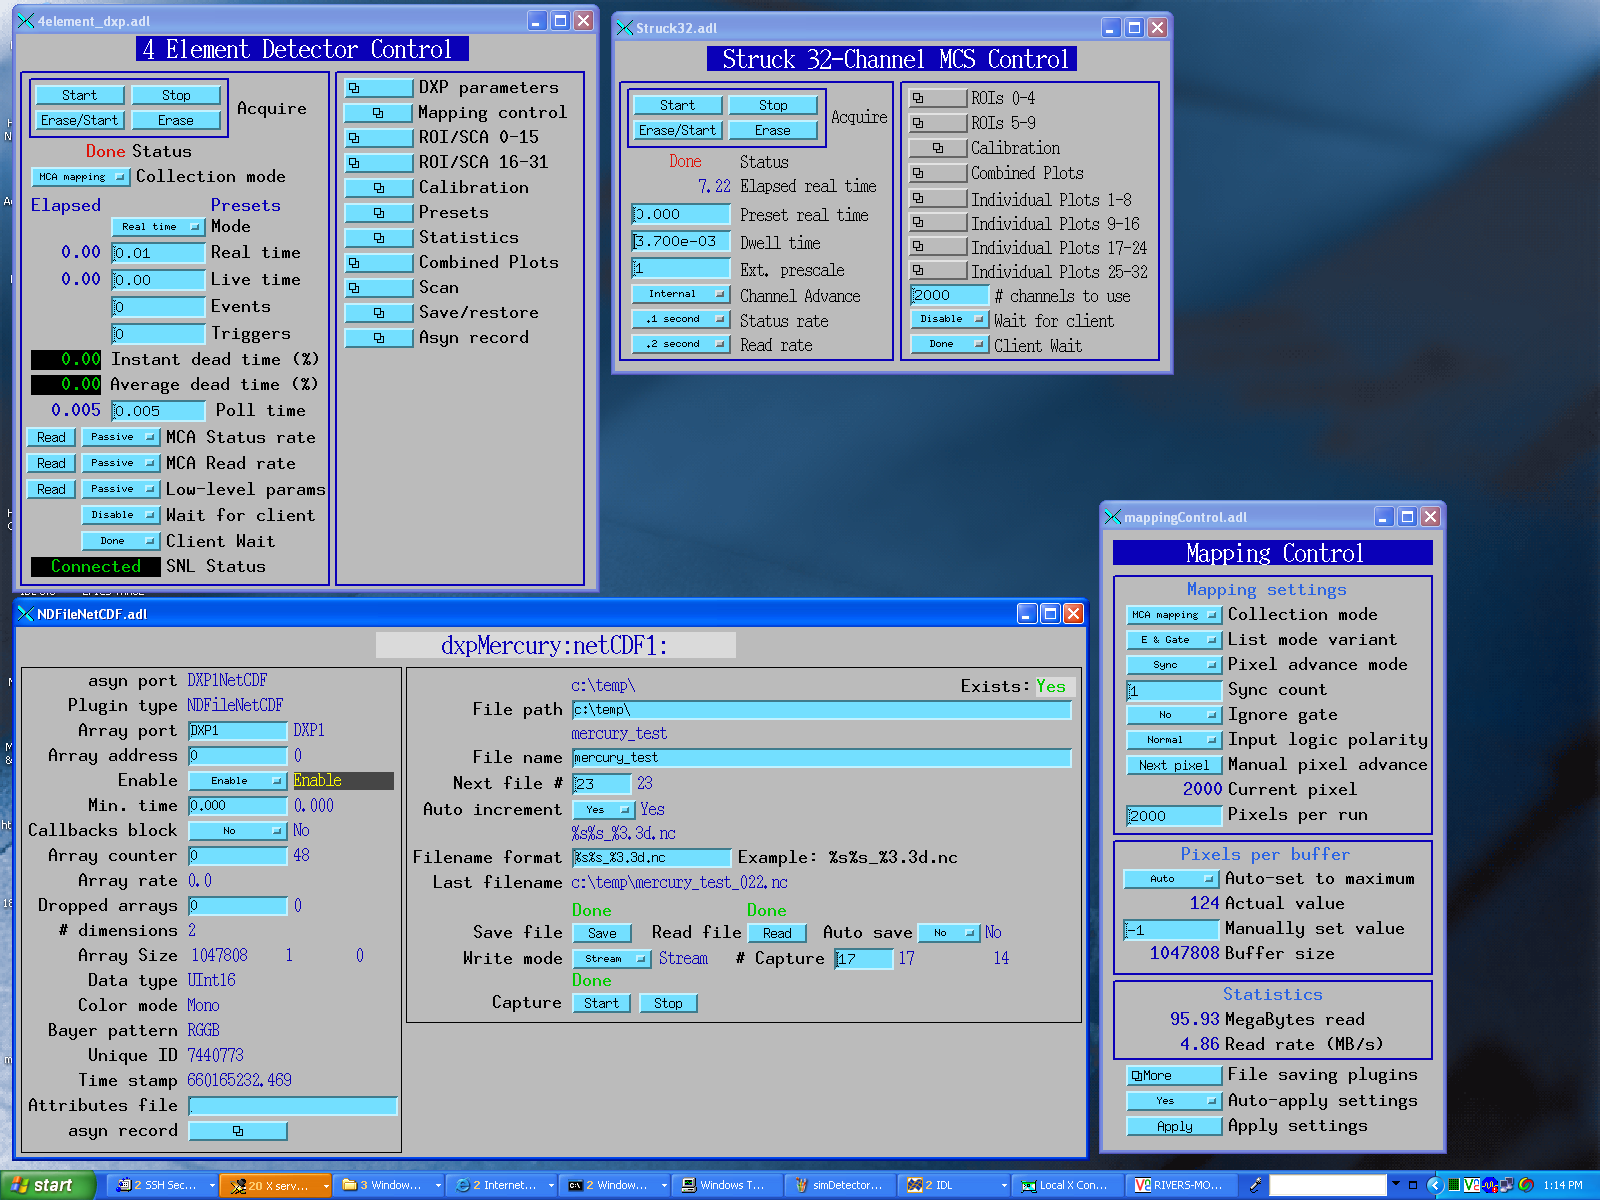 4element_dxp.adl
4 Element Detector Control
Start Stop
Erase/Start Erase
Acquire
Done Status
MCA mapping Collection mode
Elapsed Presets
Real time Mode
0.00 0.01 Real time
0.00 0.00 Live time
0 Events
0 Triggers
0.00 Instant dead time (%)
0.00 Average dead time (%)
0.005 0.005 Poll time
Read Passive MCA Status rate
Read Passive MCA Read rate
Read Passive Low-level params
Disable Wait for client
Done Client Wait
Connected SNL Status
DXP parameters
Mapping control
ROI/SCA 0-15
ROI/SCA 16-31
Calibration
Presets
Statistics
Combined Plots
Scan
Save/restore
Asyn record
Struck32.adl
Struck 32-Channel MCS Control
Start Stop
Erase/Start Erase
Acquire
Done Status
7.22 Elapsed real time
0.000 Preset real time
3.700e-03 Dwell time
1 Ext. prescale
Internal Channel Advance
.1 second Status rate
.2 second Read rate
ROIs 0-4
ROIs 5-9
Calibration
Combined Plots
Individual Plots 1-8
Individual Plots 9-16
Individual Plots 17-24
Individual Plots 25-32
2000 # channels to use
Disable Wait for client
Done Client Wait
NDFileNetCDF.adl
dxpMercury:netCDF1:
asyn port DXP1NetCDF
Plugin type NDFileNetCDF
Array port DXP1 DXP1
Array address 0 0
Enable Enable Enable
Min. time 0.000 0.000
Callbacks block No No
Array counter 0 48
Array rate 0.0
Dropped arrays 0 0
# dimensions 2
Array Size 1047808 1 0
Data type UInt16
Color mode Mono
Bayer pattern RGGB
Unique ID 7440773
Time stamp 660165232.469
Attributes file
asyn record
c:\temp\ Exists: Yes
File path c:\temp\
mercury_test
File name mercury_test
Next file # 23 23
Auto increment Yes Yes
%s%s_%3.3d.nc
Filename format %s%s_%3.3d.nc Example: %s%s_%3.3d.nc
Last filename c:\temp\mercury_test_022.nc
Done Done
Save file Save Read file Read Auto save No No
Write mode Stream Stream # Capture 17 17 14
Done
Capture Start Stop
mappingControl.adl
Mapping Control
Mapping settings
MCA mapping Collection mode
E & Gate List mode variant
Sync Pixel advance mode
1 Sync count
No Ignore gate
Normal Input logic polarity
Next pixel Manual pixel advance
2000 Current pixel
2000 Pixels per run
Pixels per buffer
Auto Auto-set to maximum
124 Actual value
-1 Manually set value
1047808 Buffer size
Statistics
95.93 MegaBytes read
4.86 Read rate (MB/s)
More File saving plugins
Yes Auto-apply settings
Apply Apply settings
start 2 SSH Sec... 20 X serv... 3 Window... 2 Internet... 2 Window... Windows T... simDetector... 2 IDL Local X Con... RIVERS-MO... 1:14 PM